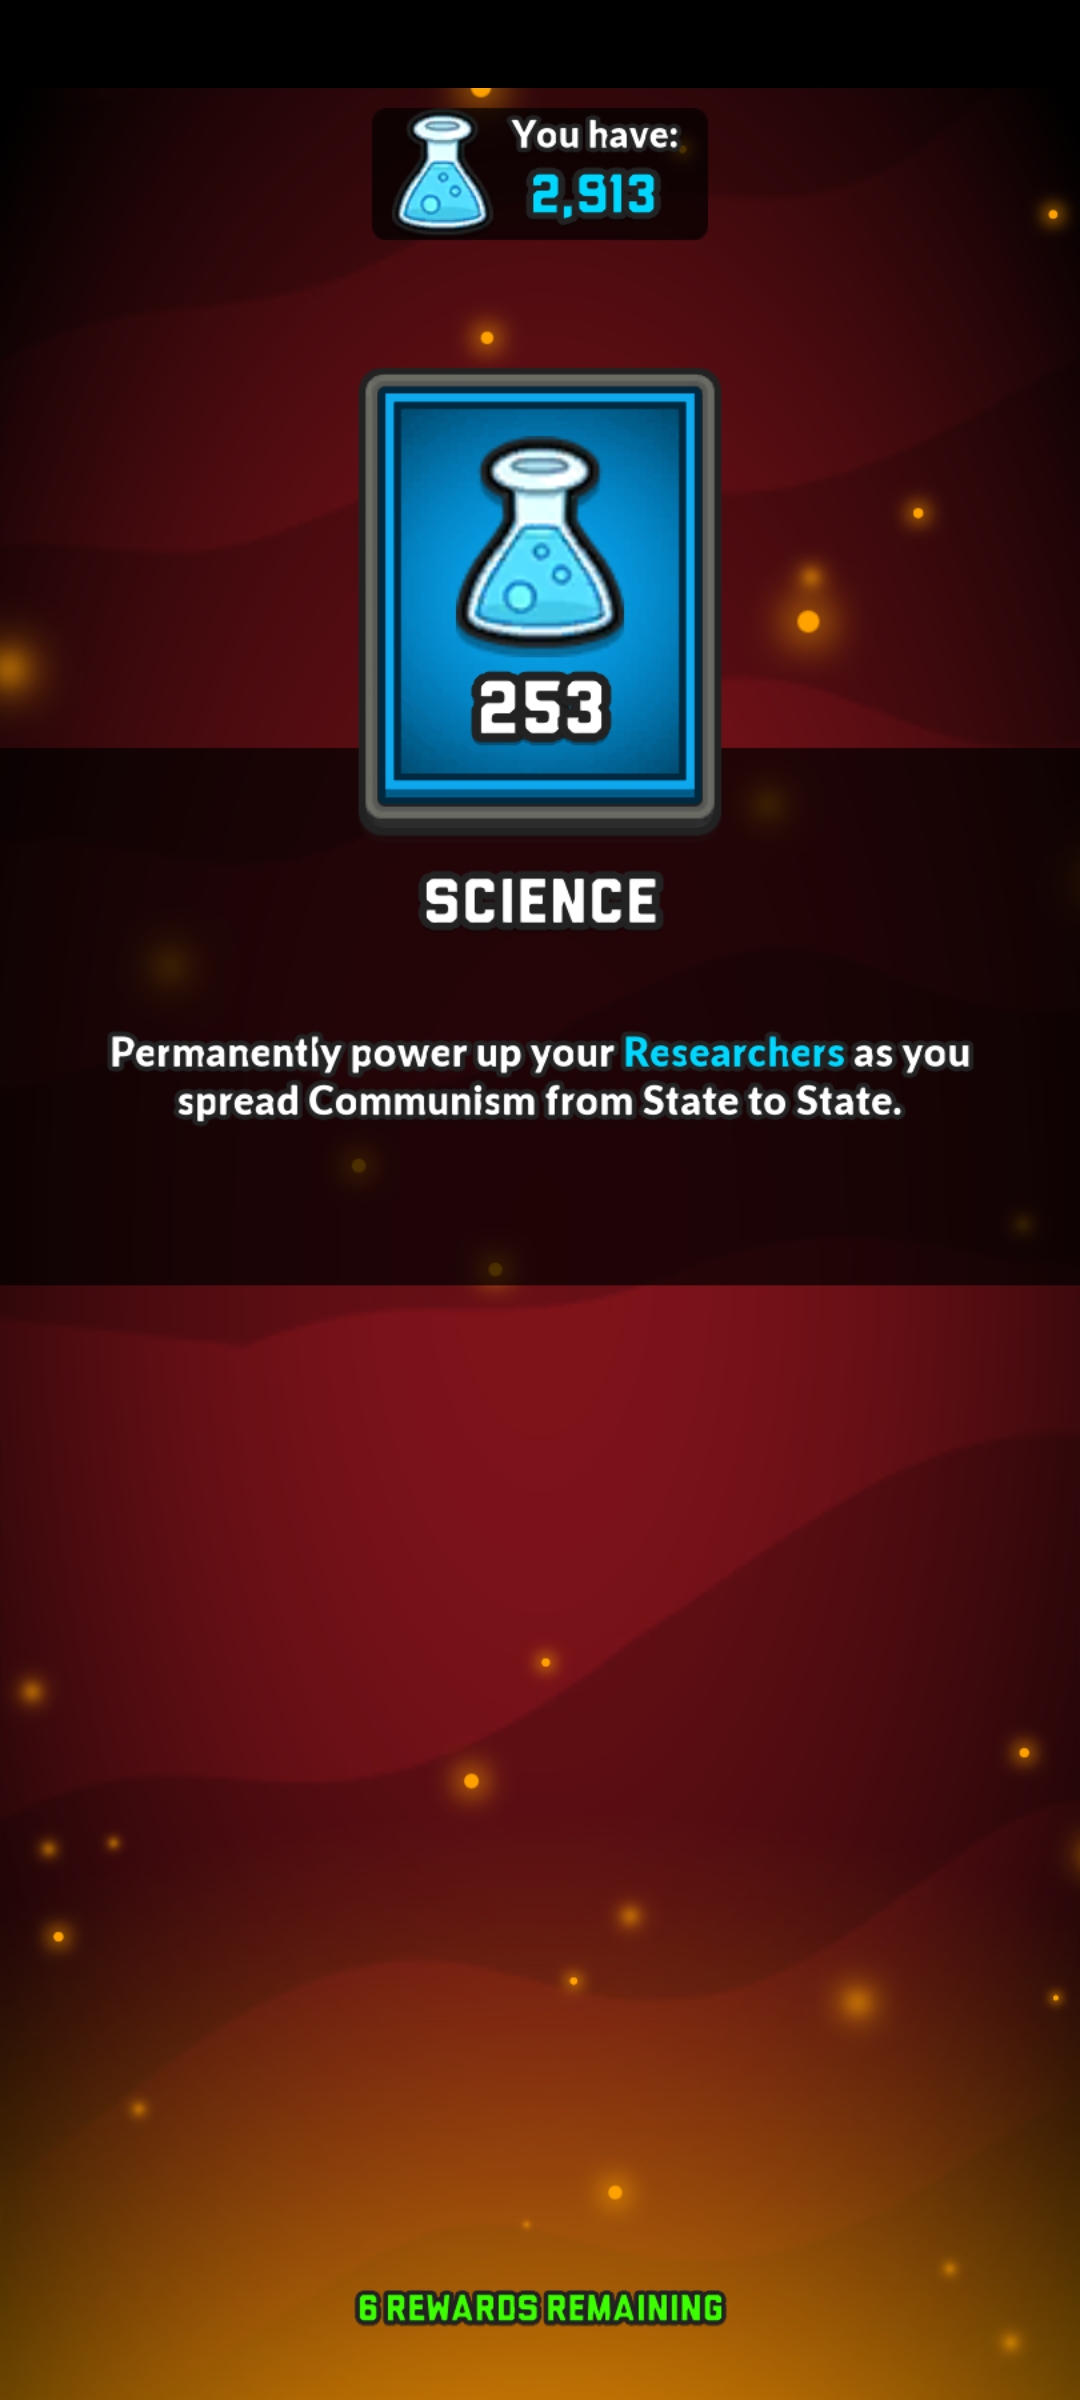 You have:
2,913
253
SCIENCE
Permanently power up your Researchers as you
spread Communism from State to State.
6 REWARDS REMAINING